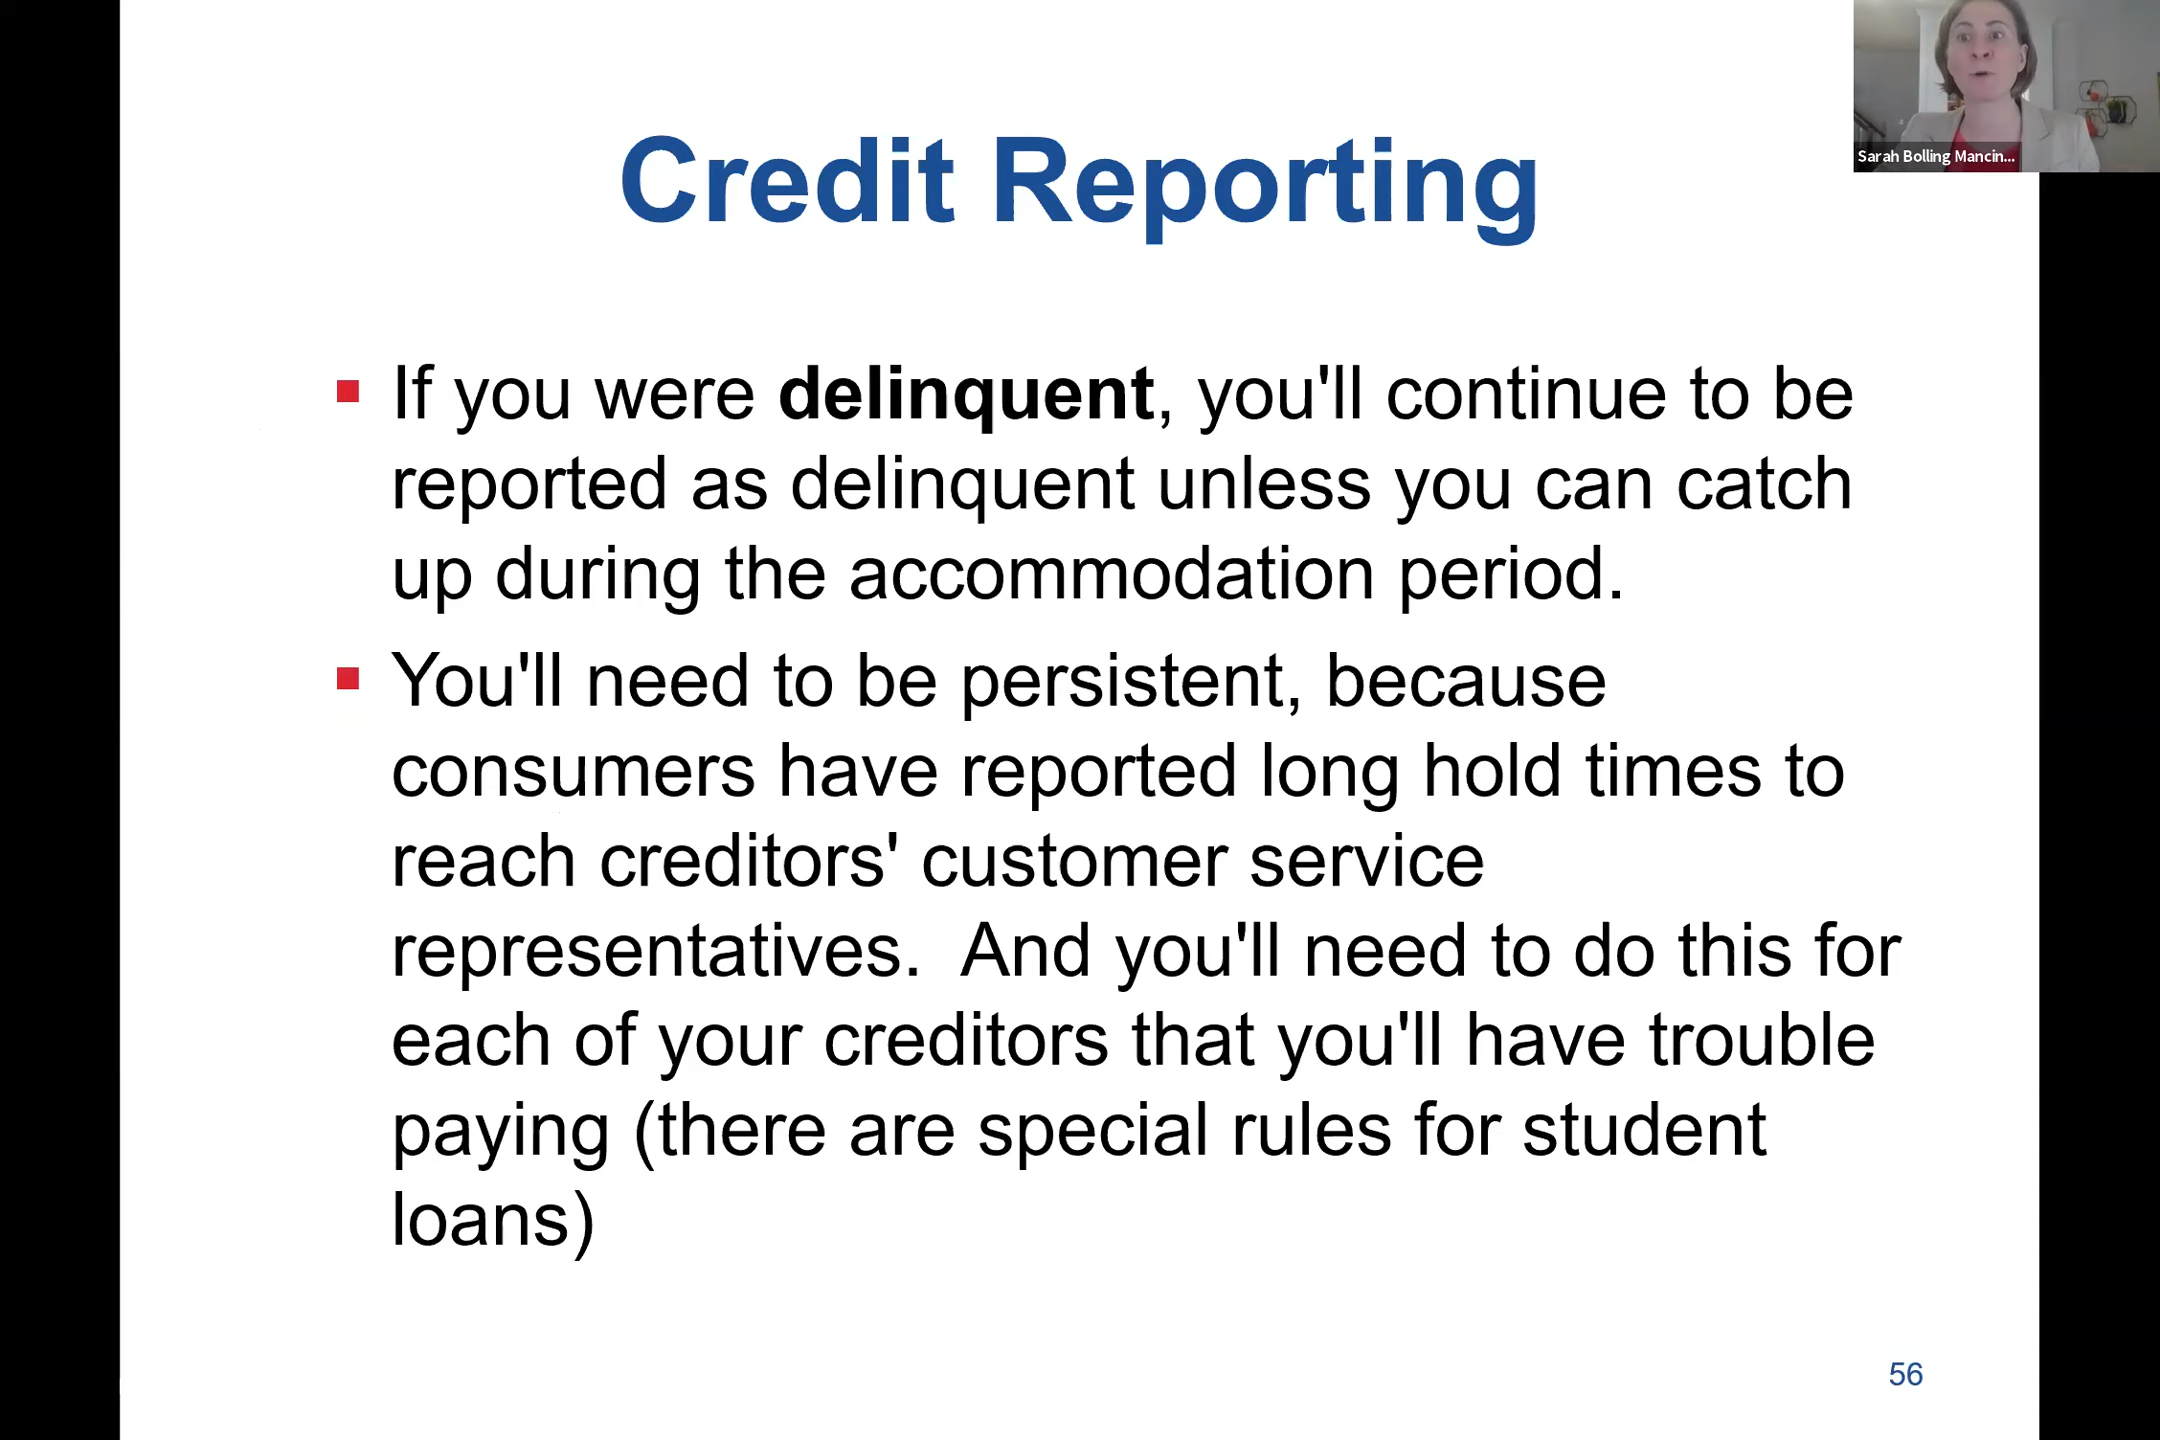 Credit Reporting
Sarah Bolling Mancin...
If you were delinquent, you'll continue to be
reported as delinquent unless you can catch
up during the accommodation period.
You'll need to be persistent, because
consumers have reported long hold times to
reach creditors' customer service
representatives.  And you'll need to do this for
each of your creditors that you'll have trouble
paying (there are special rules for student
loans)
56